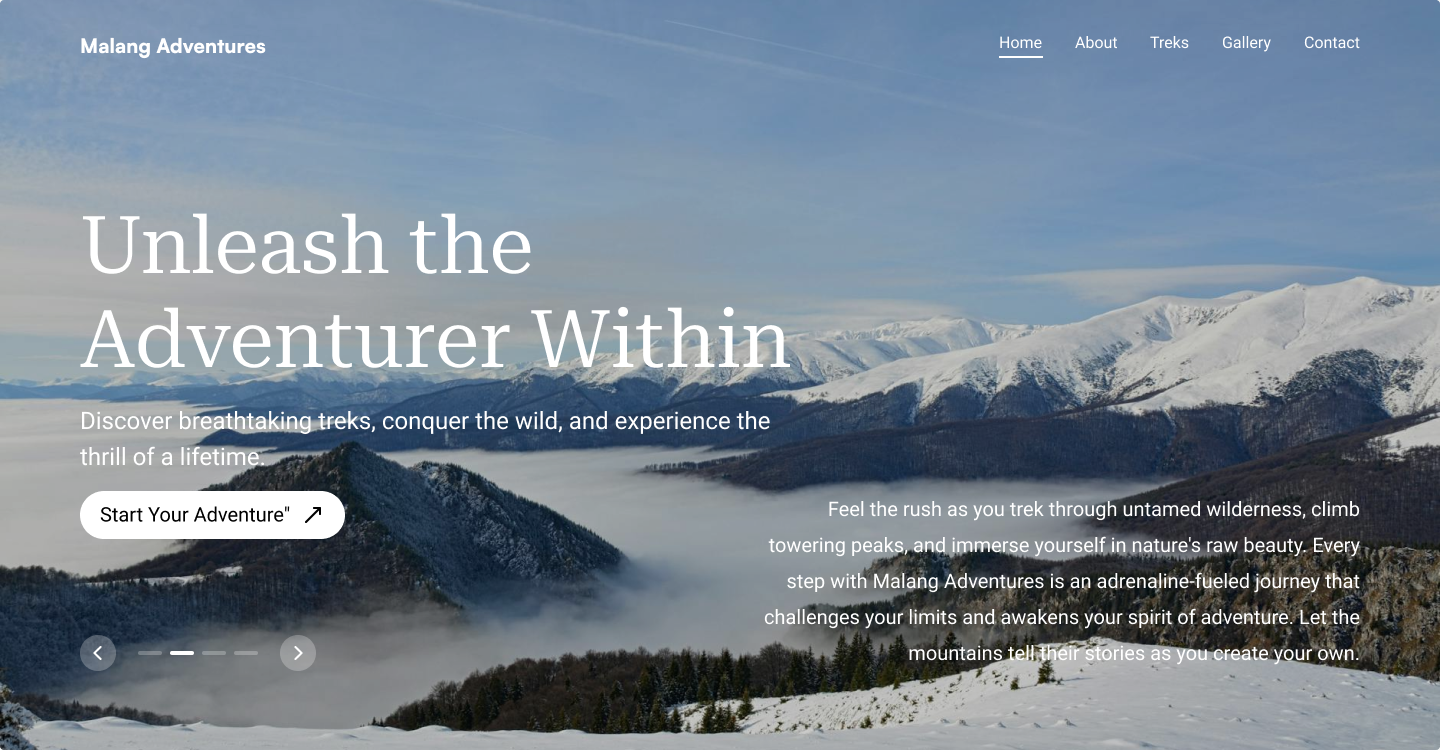 Malang Adventures
Home About Treks Gallery Contact
Unleash the
Adventurer Within
Discover breathtaking treks, conquer the wild, and experience the
thrill of a lifetime.
Start Your Adventure"
Feel the rush as you trek through untamed wilderness, climb
towering peaks, and immerse yourself in nature's raw beauty. Every
step with Malang Adventures is an adrenaline-fueled journey that
challenges your limits and awakens your spirit of adventure. Let the
mountains tell their stories as you create your own.